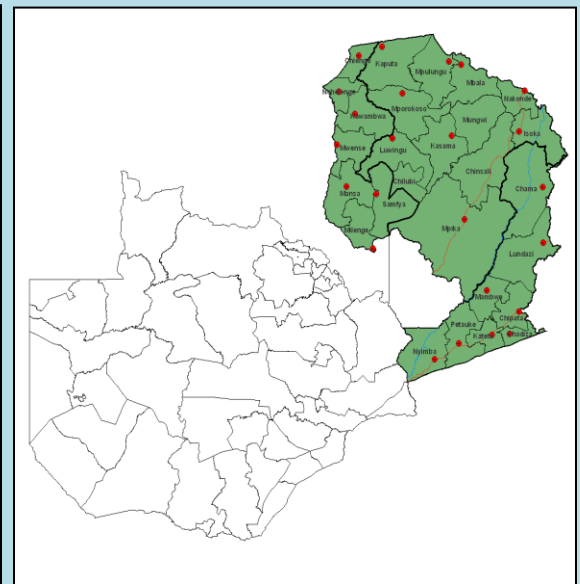 Kaputa
Chienge
Mpulungu
Mbala
Nchelenge
Mporokoso
Nakonde
Kawambwa
Mungwi
Isoka
Mwense
Luwingu
Kasama
Chinsali
Chilubi
Mansa
Samfya
Chama
Milenge
Mpika
Lundazi
Mambwe
Chipata
Petauke
Katete
Chadiza
Nyimba